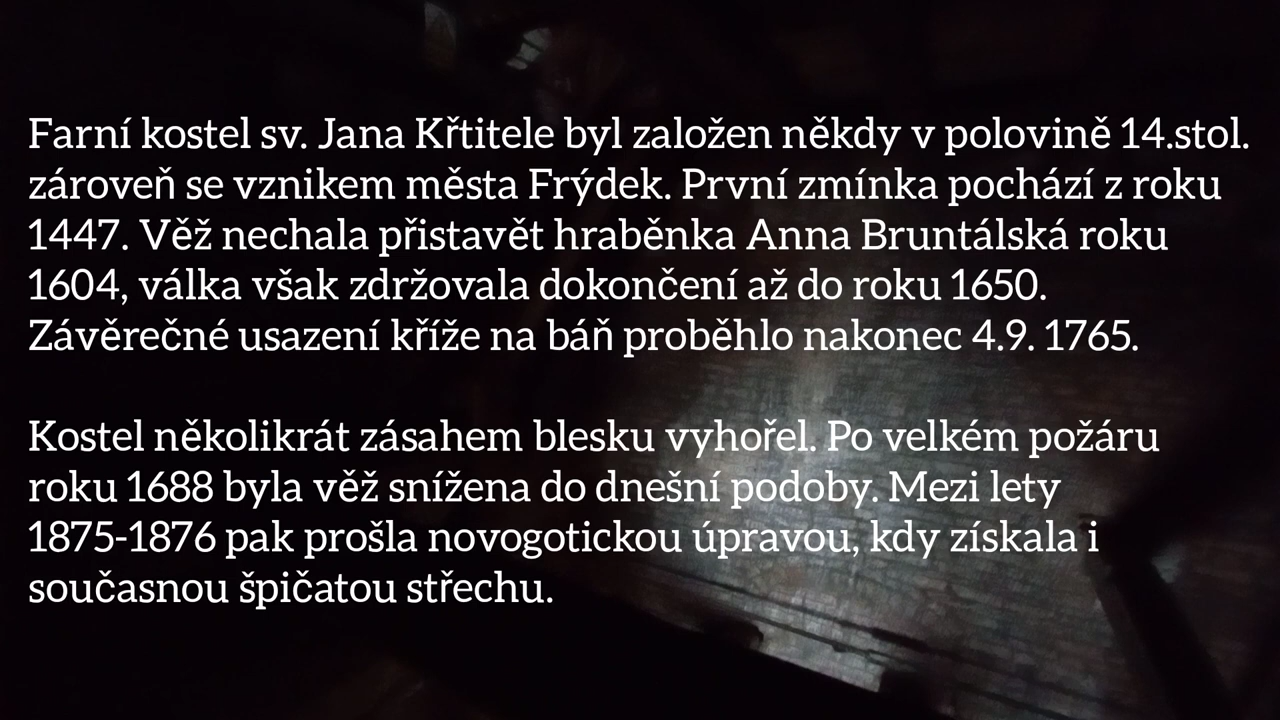 Farní kostel sv. Jana Křtitele byl založen někdy v polovině 14.stol.
zároveň se vznikem města Frýdek. První zmínka pochází z roku
1447. Věž nechala přistavět hraběnka Anna Bruntálská roku
1604, válka však zdržovala dokončení až do roku 1650.
Závěrečné usazení kříže na báň proběhlo nakonec 4.9. 1765.
Kostel několikrát zásahem blesku vyhořel. Po velkém požáru
roku 1688 byla věž snížena do dnešní podoby. Mezi lety
1875-1876 pak prošla novogotickou úpravou, kdy získala i
současnou špičatou střechu.